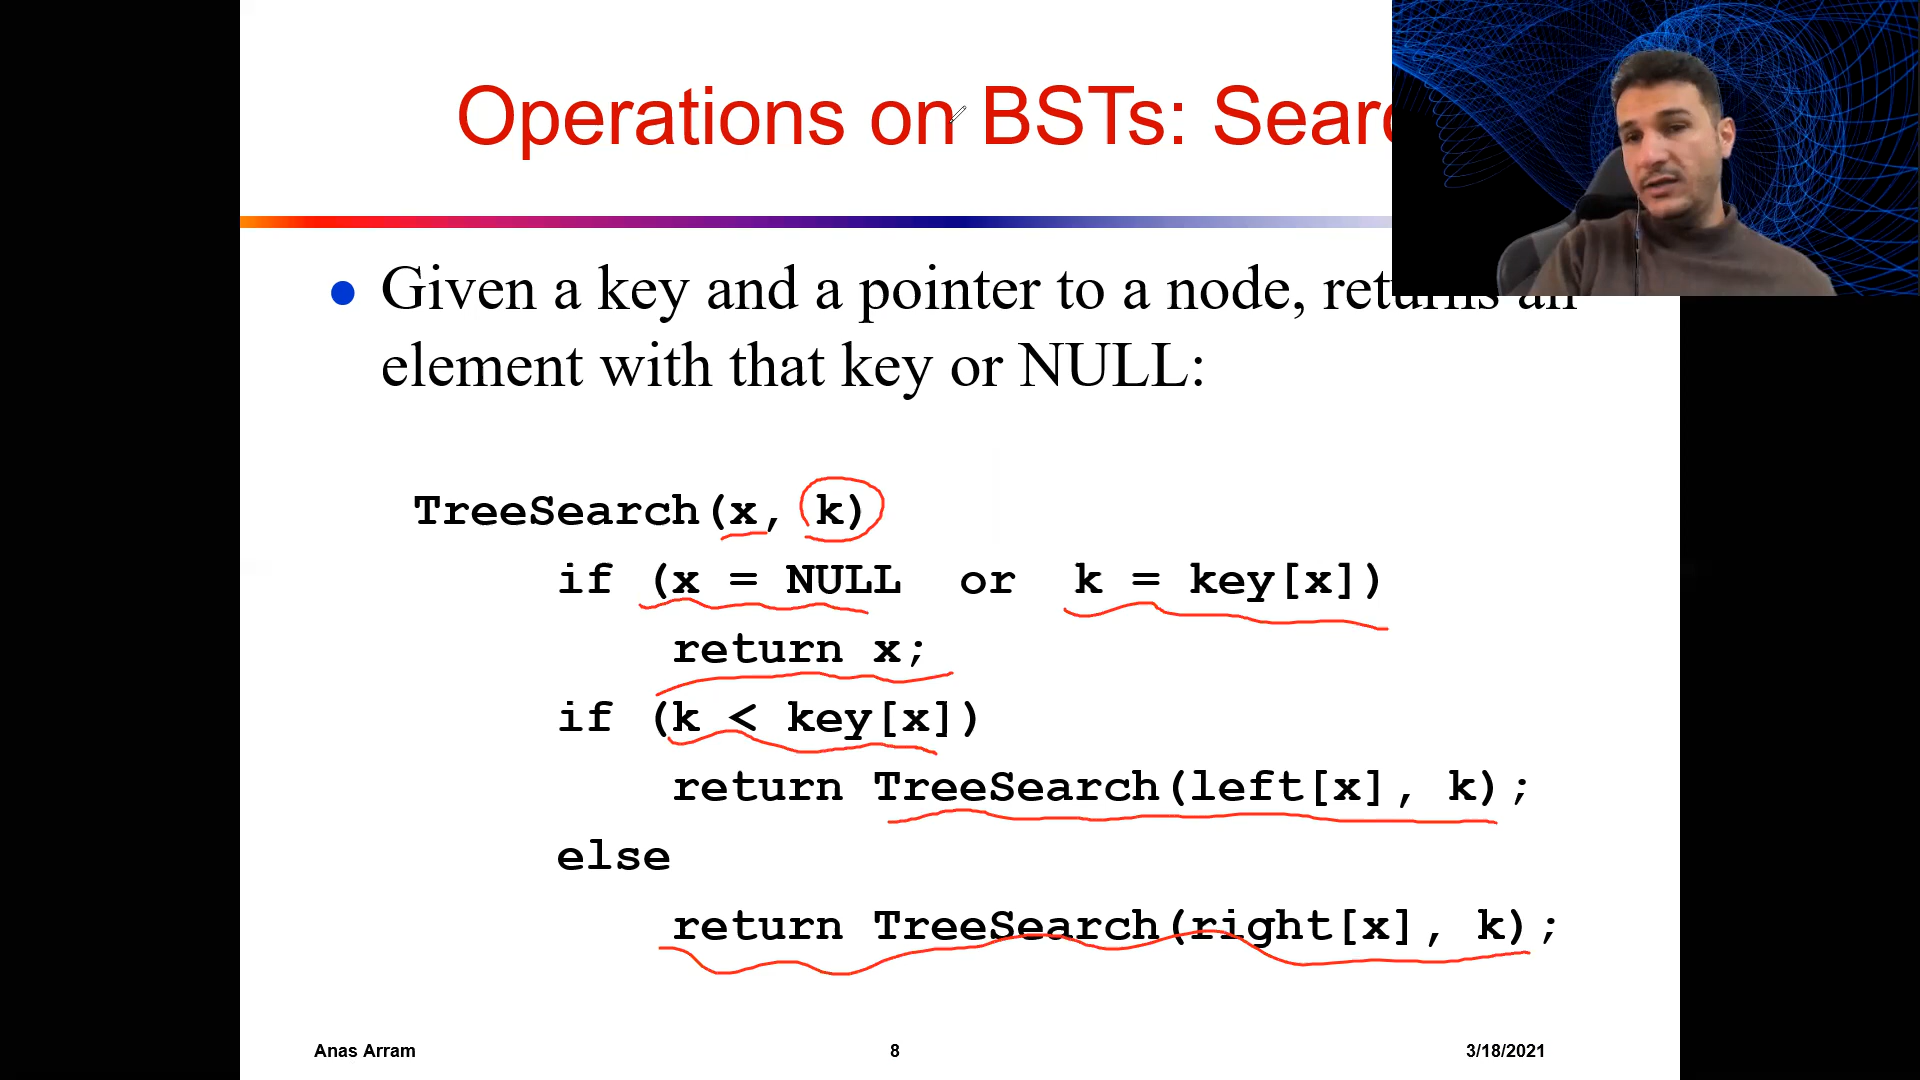 Operations on BSTs: Searc
Given a key and a pointer to a node, returns an
element with that key or NULL:
TreeSearch(x, k)
if (x = NULL or k = key[x])
return x;
if (k < key[x])
return TreeSearch(left[x], k);
else
return TreeSearch(right[x], k);
Anas Arram 8 3/18/2021